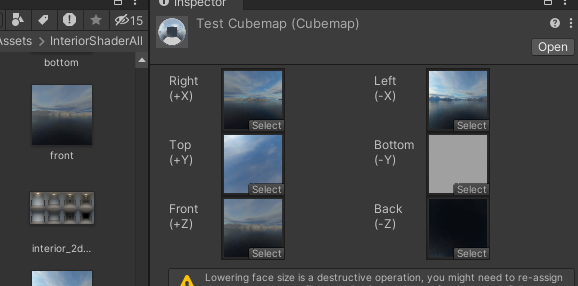 Inspector
15
Test Cubemap (Cubemap)
Open
Assets > InteriorShaderAll
bottom
front
interior_2d...
Right
(+X)
Select
Left
(-X)
Select
Top
(+Y)
Select
Bottom
(-Y)
Select
Front
(+Z)
Select
Back
(-Z)
Select
Lowering face size is a destructive operation, you might need to re-assign